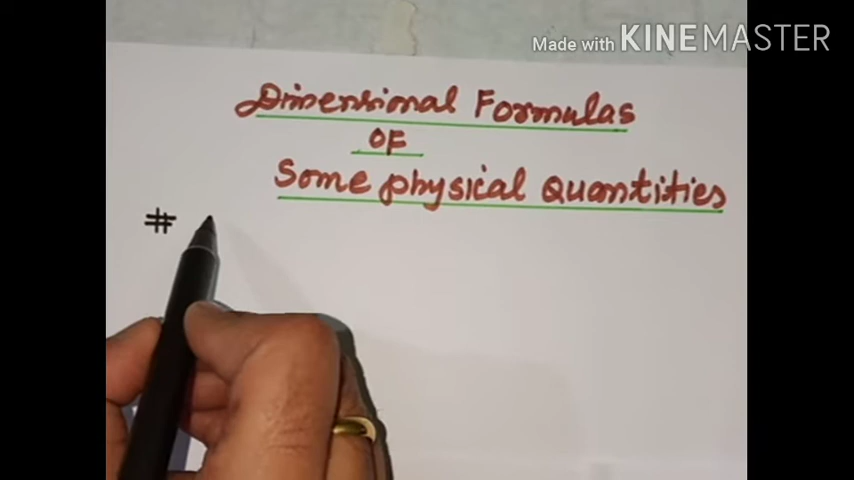 Made with KINEMASTER
Dimensional Formulas
OF
Some physical Quantities
#